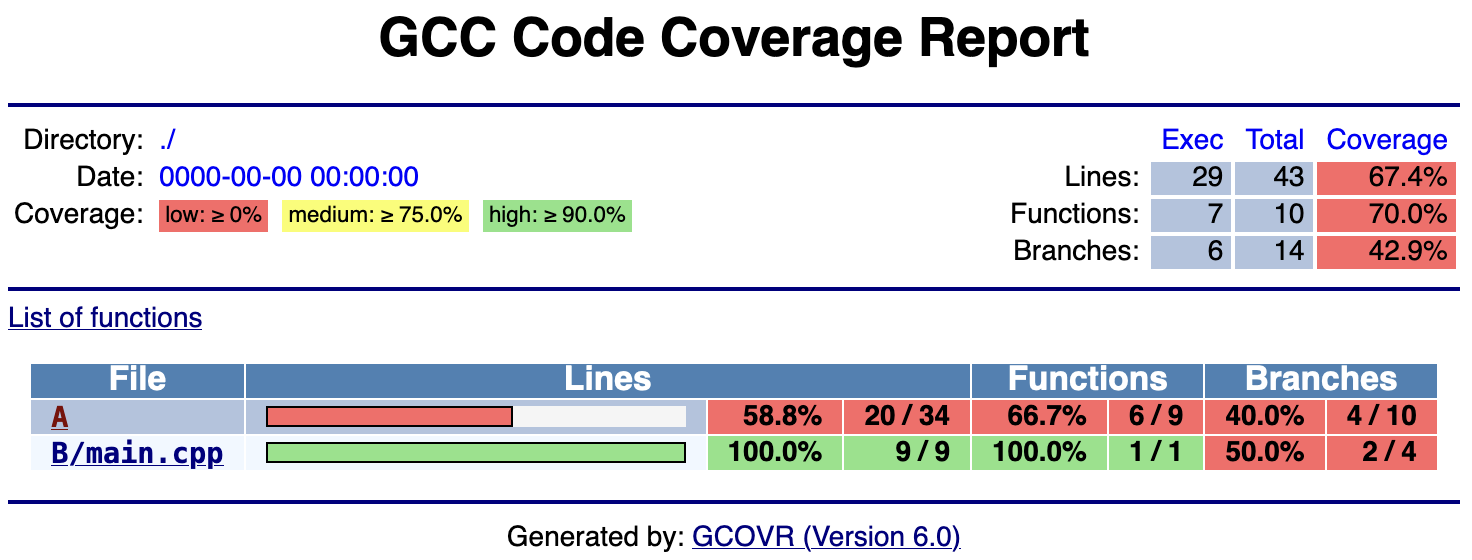 GCC Code Coverage Report
Directory: ./
Date: 0000-00-00 00:00:00
Coverage: low: ≥ 0% medium: ≥ 75.0% high: ≥ 90.0%
Exec Total Coverage
Lines: 29 43 67.4%
Functions: 7 10 70.0%
Branches: 6 14 42.9%
List of functions
File Lines Functions Branches
A 58.8% 20 / 34 66.7% 6 / 9 40.0% 4 / 10
B/main.cpp 100.0% 9 / 9 100.0% 1 / 1 50.0% 2 / 4
Generated by: GCOVR (Version 6.0)